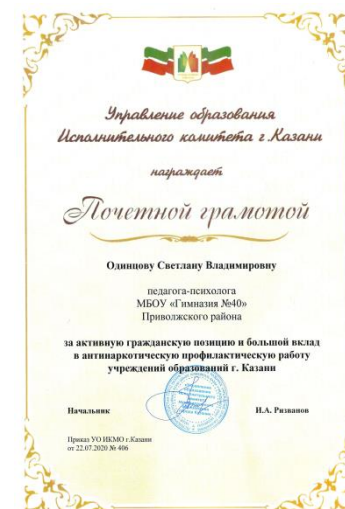 Управление образования
Исполнительного комитета г.Казани
награждает
Почетной грамотой
Одинцову Светлану Владимировну
педагога-психолога
МБОУ «Гимназия №40»
Приволжского района
за активную гражданскую позицию и большой вклад
в антинаркотическую профилактическую работу
учреждений образований г. Казани
Начальник И.А. Ризванов
Приказ УО ИКМО г.Казани
от 22.07.2020 № 406